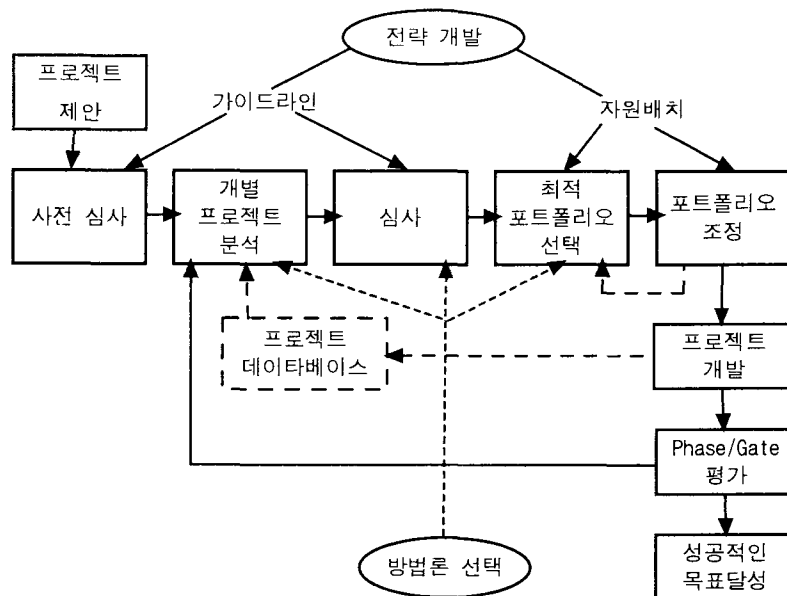 전략 개발
프로젝트
제안
가이드라인
자원배치
사전 심사
개별
프로젝트
분석
심사
최적
포트폴리오
선택
포트폴리오
조정
프로젝트
데이타베이스
프로젝트
개발
Phase/Gate
평가
방법론 선택
성공적인
목표달성